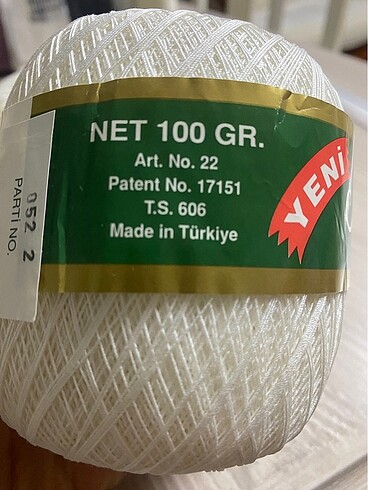 NET 100 GR.
Art. No. 22
Patent No. 17151
T.S. 606
Made in Türkiye
YENİ
052 2
PARTİ NO.